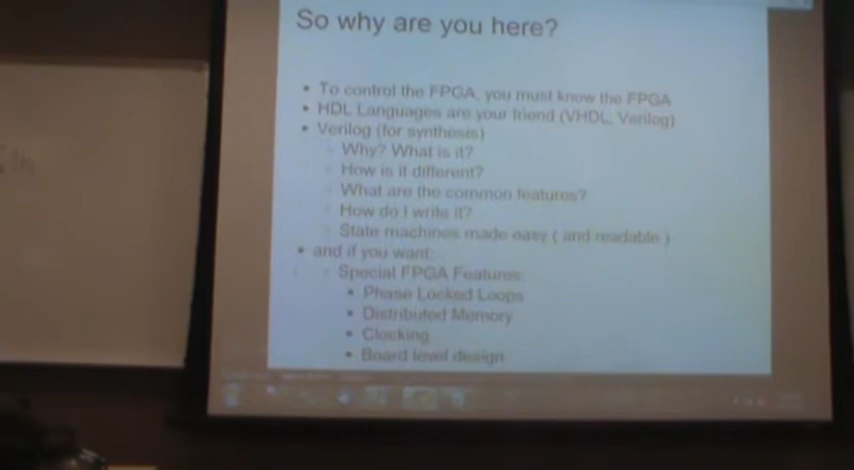 So why are you here?
• To control the FPGA, you must know the FPGA
• HDL Languages are your friend (VHDL, Verilog)
• Verilog (for synthesis)
Why? What is it?
How is it different?
What are the common features?
How do I write it?
State machines made easy ( and readable )
• and if you want:
Special FPGA Features:
• Phase Locked Loops
• Distributed Memory
• Clocking
• Board level design